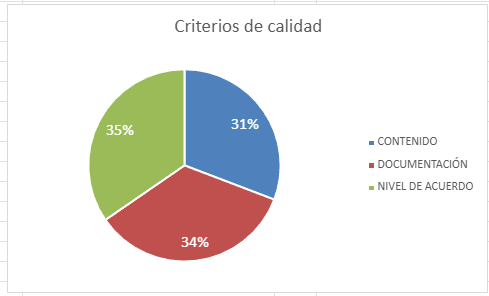 Criterios de calidad
31%
35%
34%
CONTENIDO
DOCUMENTACIÓN
NIVEL DE ACUERDO